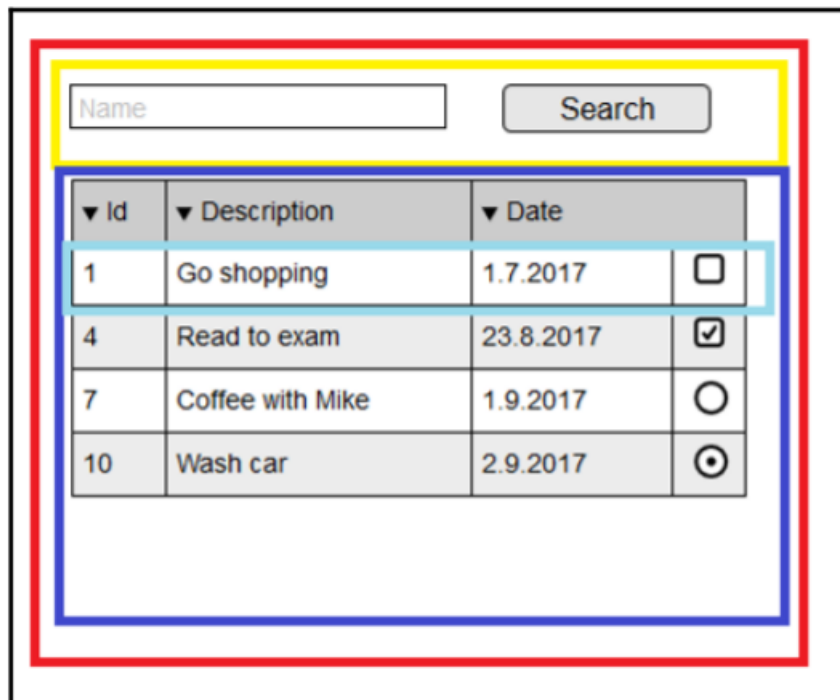 Name Search
Id Description Date
1 Go shopping 1.7.2017
4 Read to exam 23.8.2017
7 Coffee with Mike 1.9.2017
10 Wash car 2.9.2017